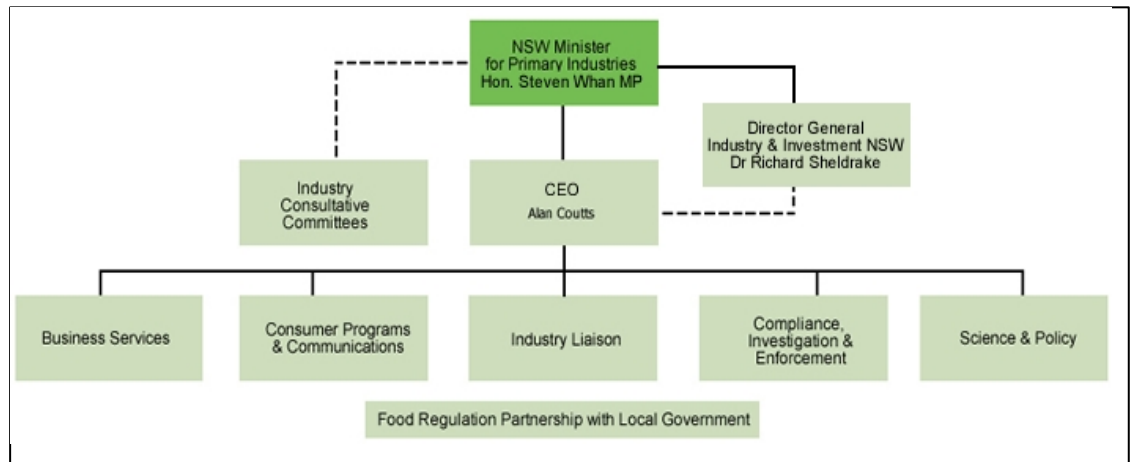 NSW Minister
for Primary Industries
Hon. Steven Whan MP
Director General
Industry & Investment NSW
Dr Richard Sheldrake
Industry
Consultative
Committees
CEO
Alan Coutts
Business Services
Consumer Programs
& Communications
Industry Liaison
Compliance,
Investigation &
Enforcement
Science & Policy
Food Regulation Partnership with Local Government